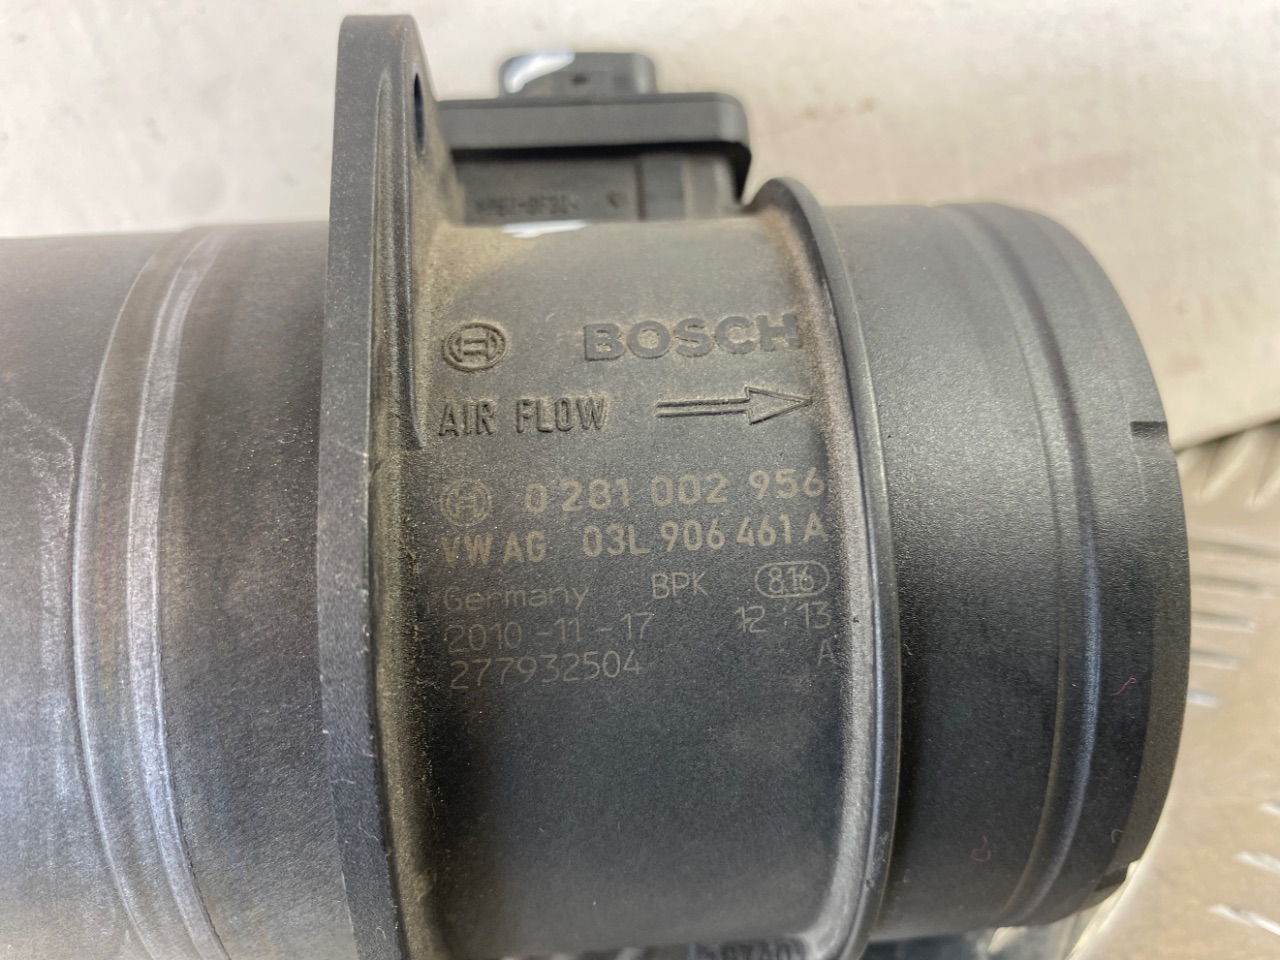 BOSCH
AIR FLOW
0 281 002 956
VW AG 03L 906 461 A
Germany BPK 816
2010-11-17 12:13
277932504 A